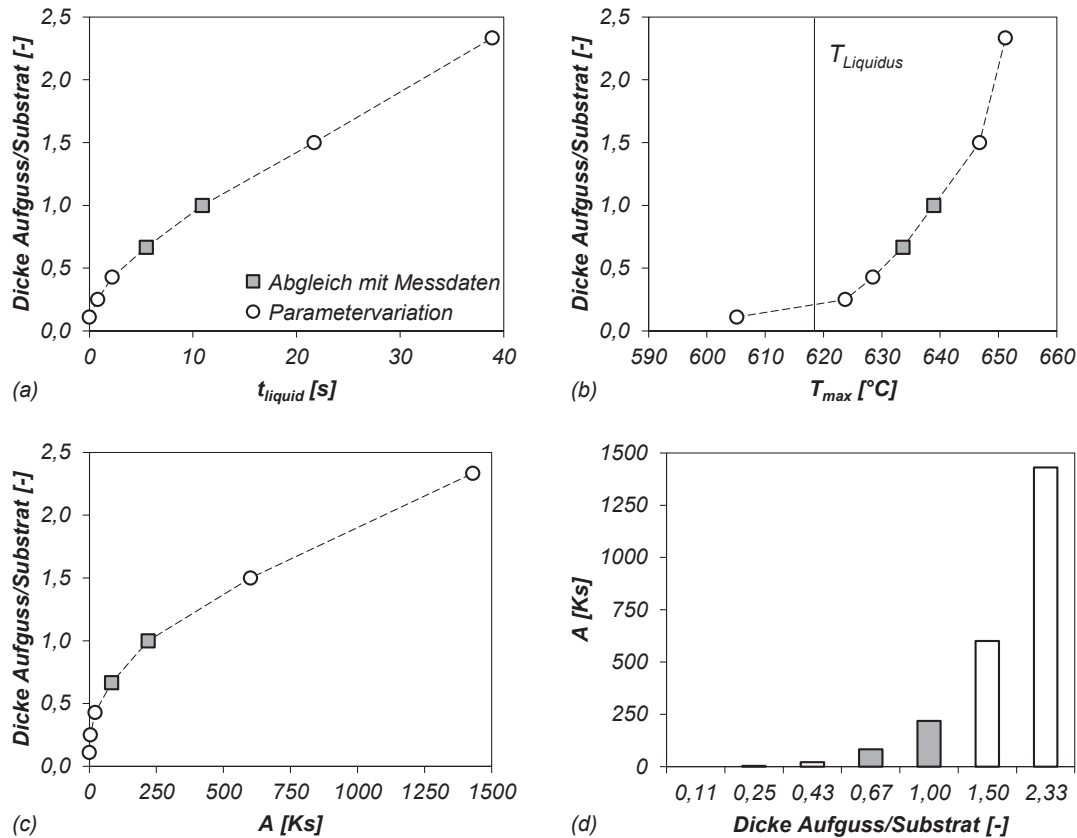 Dicke Aufguss/Substrat [-]
2,5
2,0
1,5
1,0
0,5
0,0
Abgleich mit Messdaten
Parametervariation
0 10 20 30 40
(a)
t_liquid [s]
Dicke Aufguss/Substrat [-]
2,5
2,0
1,5
1,0
0,5
0,0
T_Liquidus
590 600 610 620 630 640 650 660
(b)
T_max [°C]
Dicke Aufguss/Substrat [-]
2,5
2,0
1,5
1,0
0,5
0,0
0 250 500 750 1000 1250 1500
(c)
A [Ks]
A [Ks]
1500
1250
1000
750
500
250
0
0,11 0,25 0,43 0,67 1,00 1,50 2,33
(d)
Dicke Aufguss/Substrat [-]